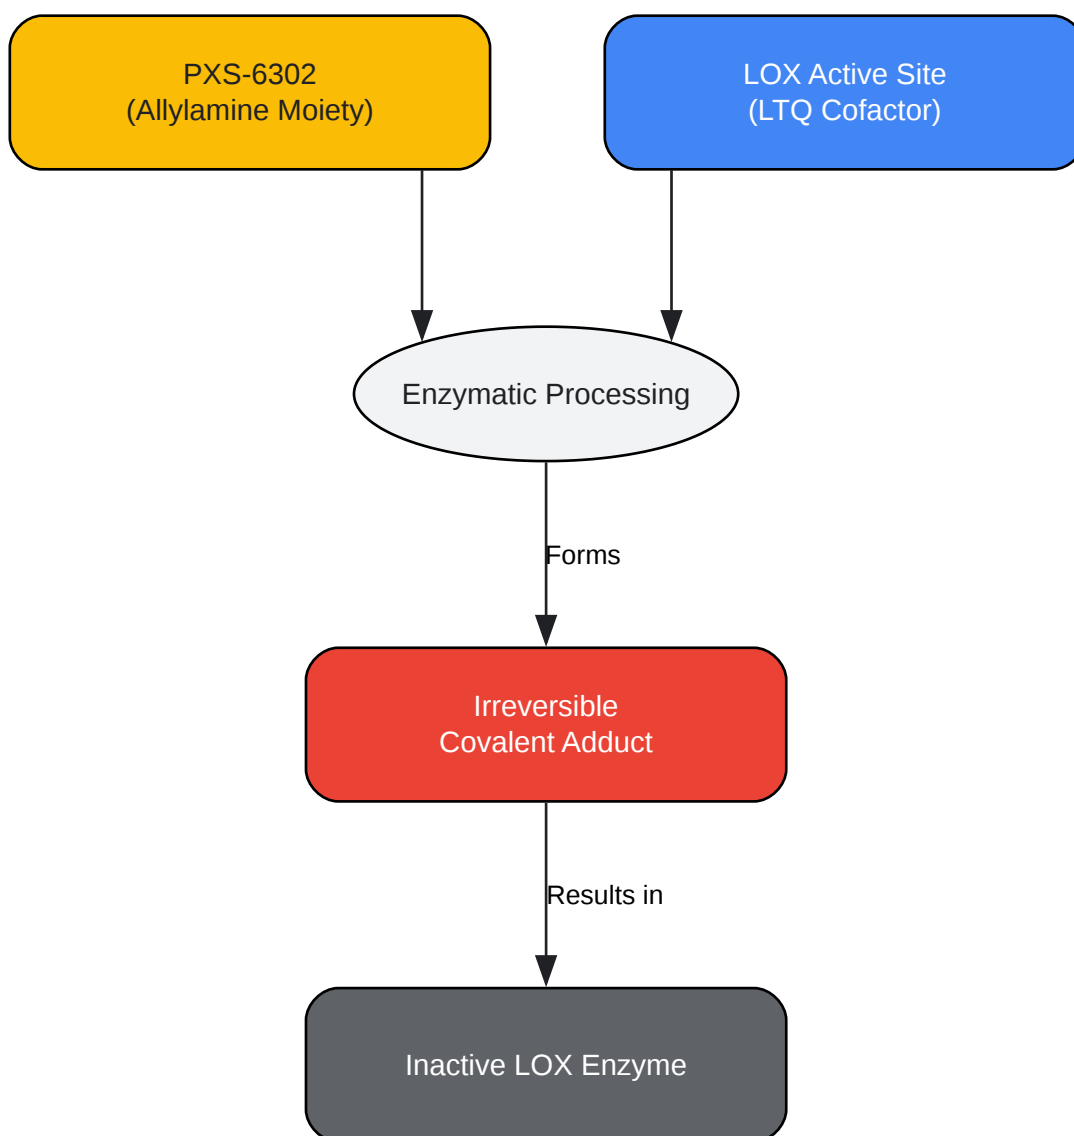 PXS-6302
(Allylamine Moiety)
LOX Active Site
(LTQ Cofactor)
Enzymatic Processing
Forms
Irreversible
Covalent Adduct
Results in
Inactive LOX Enzyme